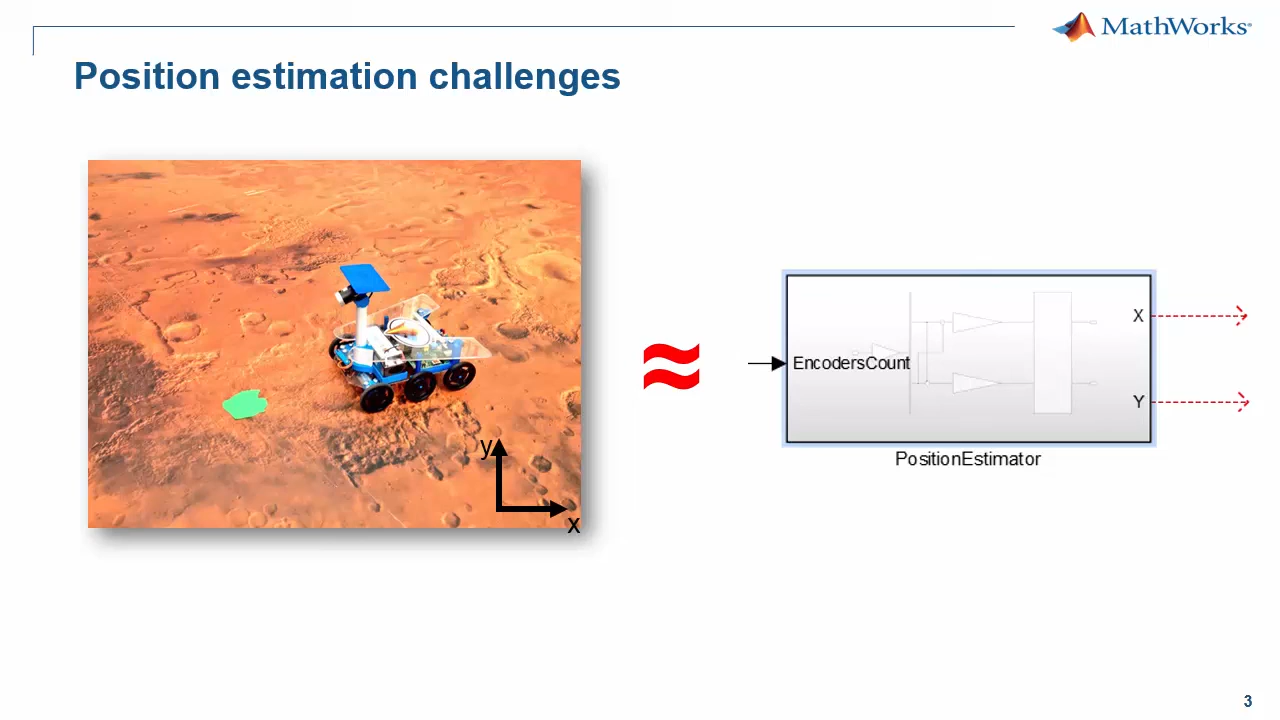 MathWorks®
Position estimation challenges
y
x
≈
EncodersCount
X
Y
PositionEstimator
3